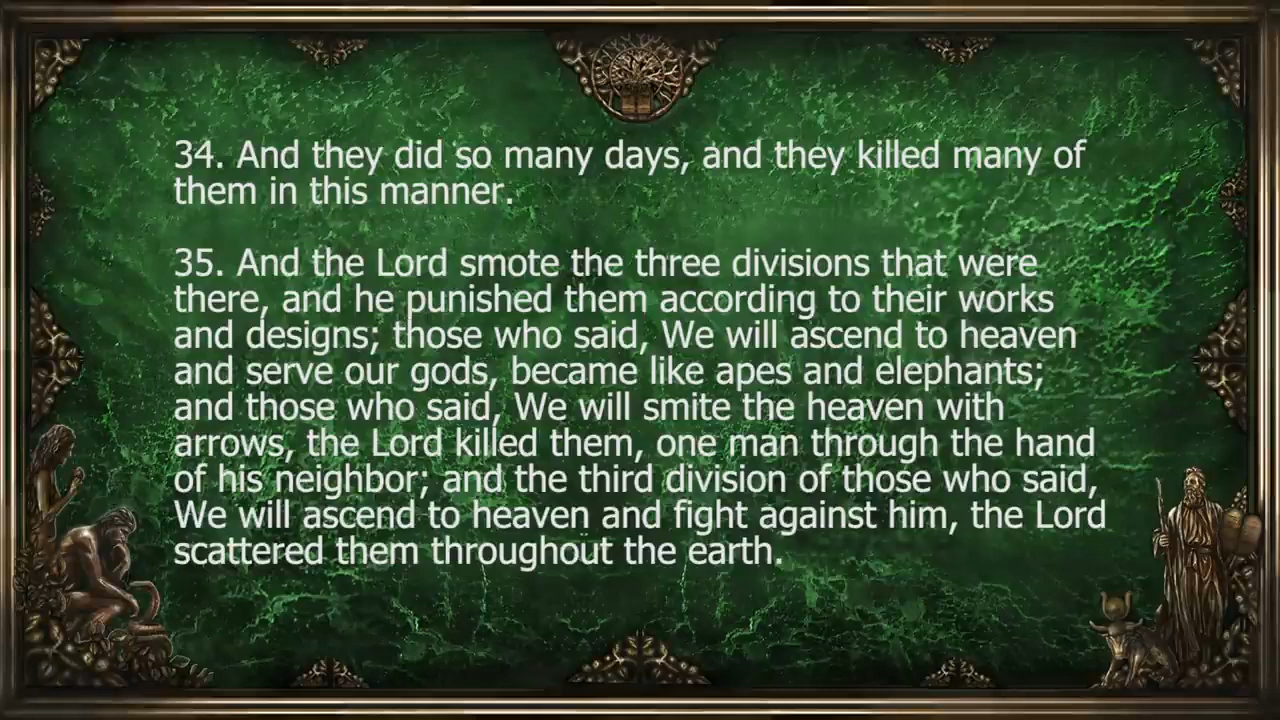 34. And they did so many days, and they killed many of
them in this manner.
35. And the Lord smote the three divisions that were
there, and he punished them according to their works
and designs; those who said, We will ascend to heaven
and serve our gods, became like apes and elephants;
and those who said, We will smite the heaven with
arrows, the Lord killed them, one man through the hand
of his neighbor; and the third division of those who said,
We will ascend to heaven and fight against him, the Lord
scattered them throughout the earth.